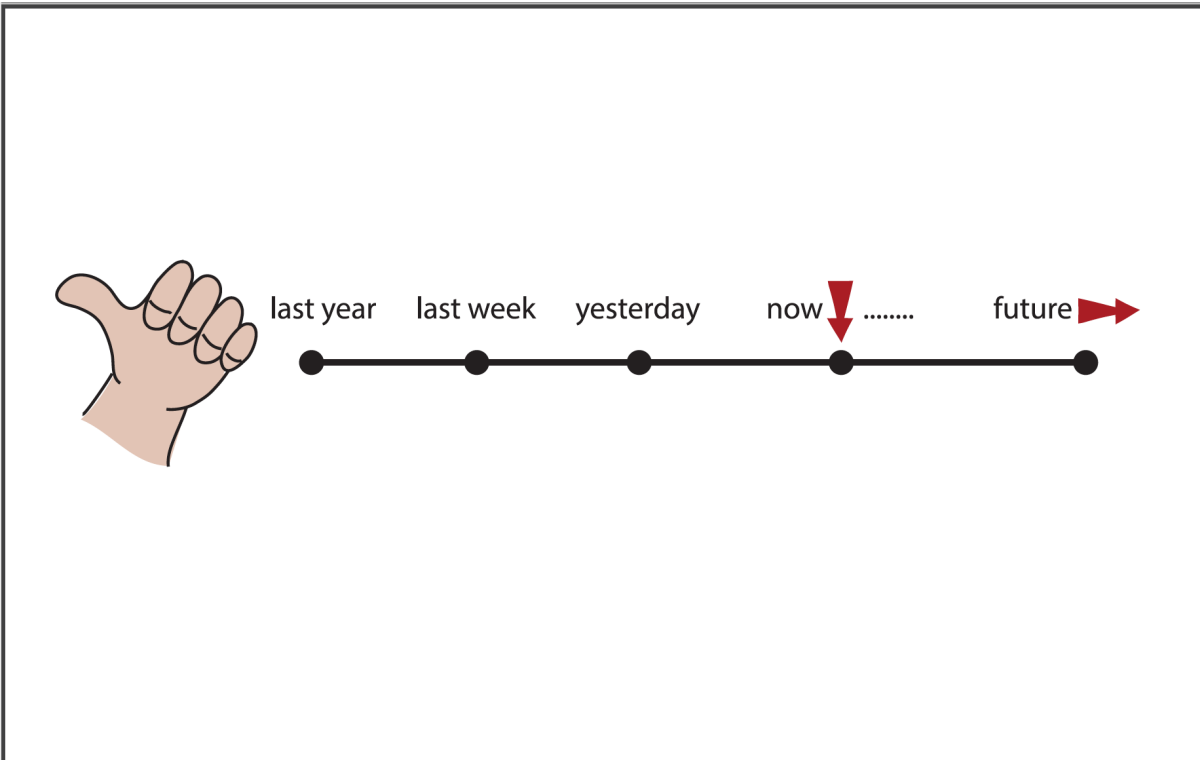 last year last week yesterday now ........ future